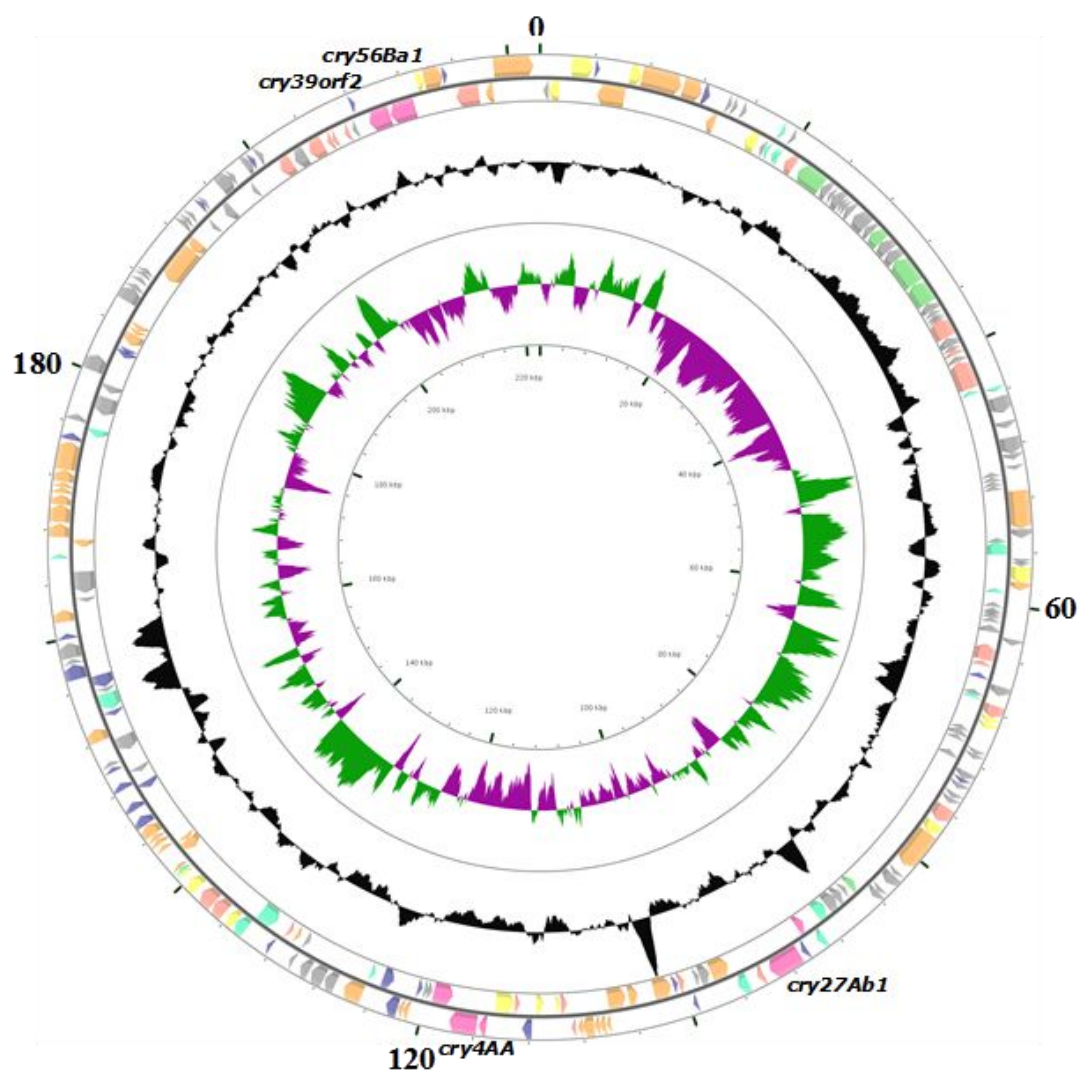 0
cry56Ba1
cry39orf2
180
220 kbp
20 kbp
200 kbp
40 kbp
180 kbp
60 kbp
160 kbp
60
80 kbp
140 kbp
100 kbp
120 kbp
cry27Ab1
cry4AA
120